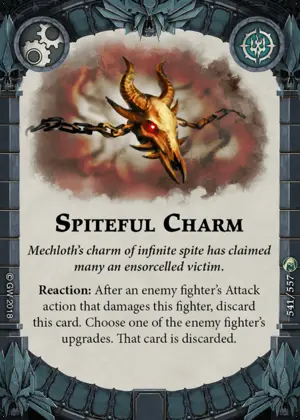 SPITEFUL CHARM
Mechloth's charm of infinite spite has claimed
many an ensorcelled victim.
Reaction: After an enemy fighter's Attack
action that damages this fighter, discard
this card. Choose one of the enemy fighter's
upgrades. That card is discarded.
© GW 2018
541/557